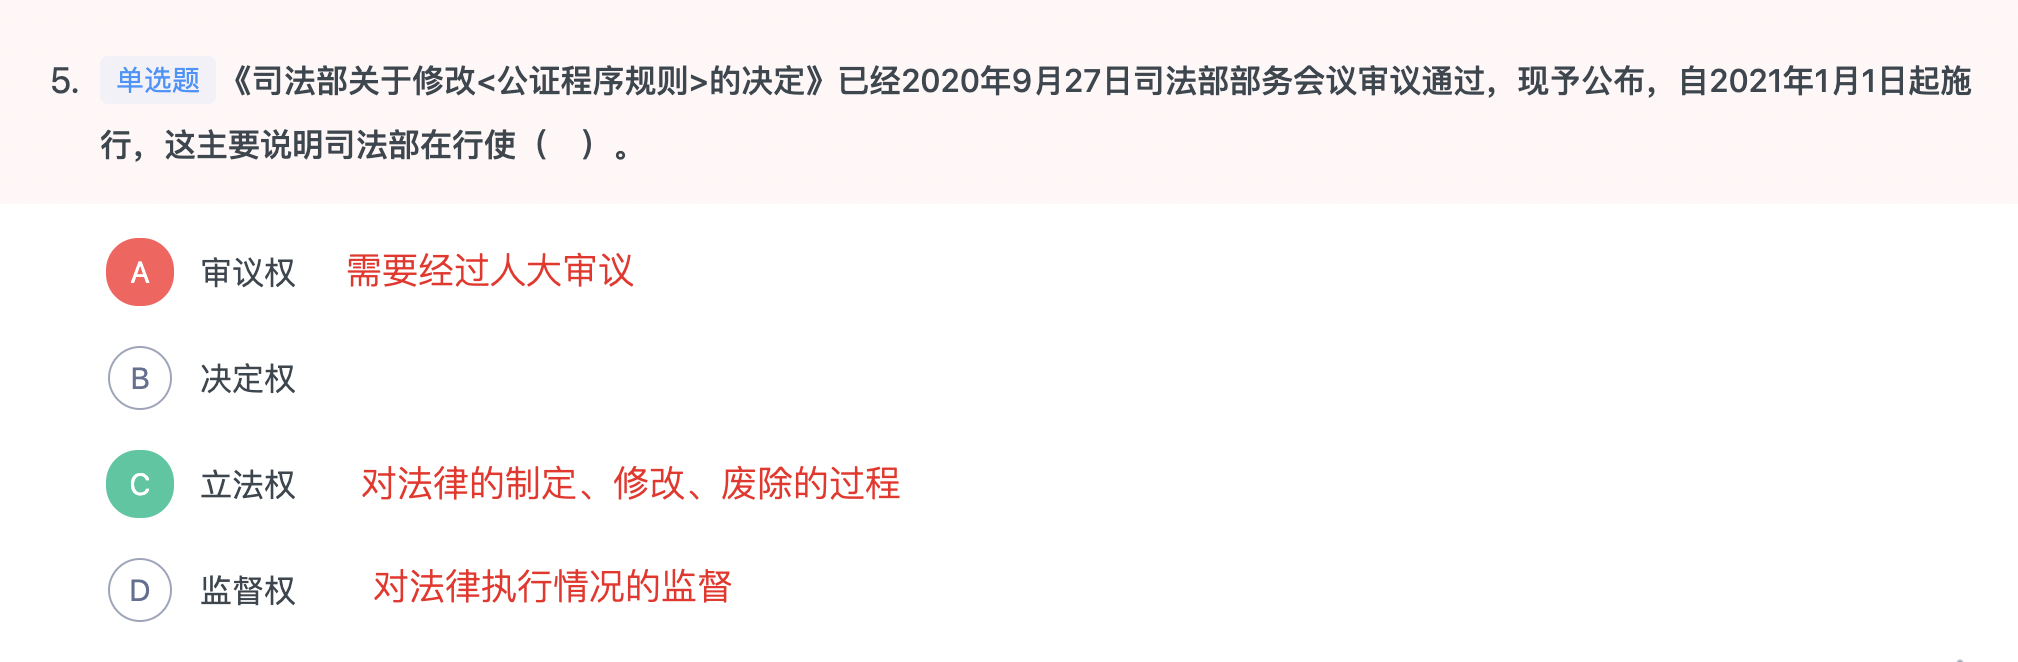 5. 单选题 《司法部关于修改<公证程序规则>的决定》已经2020年9月27日司法部部务会议审议通过，现予公布，自2021年1月1日起施
行，这主要说明司法部在行使（ ）。
A 审议权 需要经过人大审议
B 决定权
C 立法权 对法律的制定、修改、废除的过程
D 监督权 对法律执行情况的监督